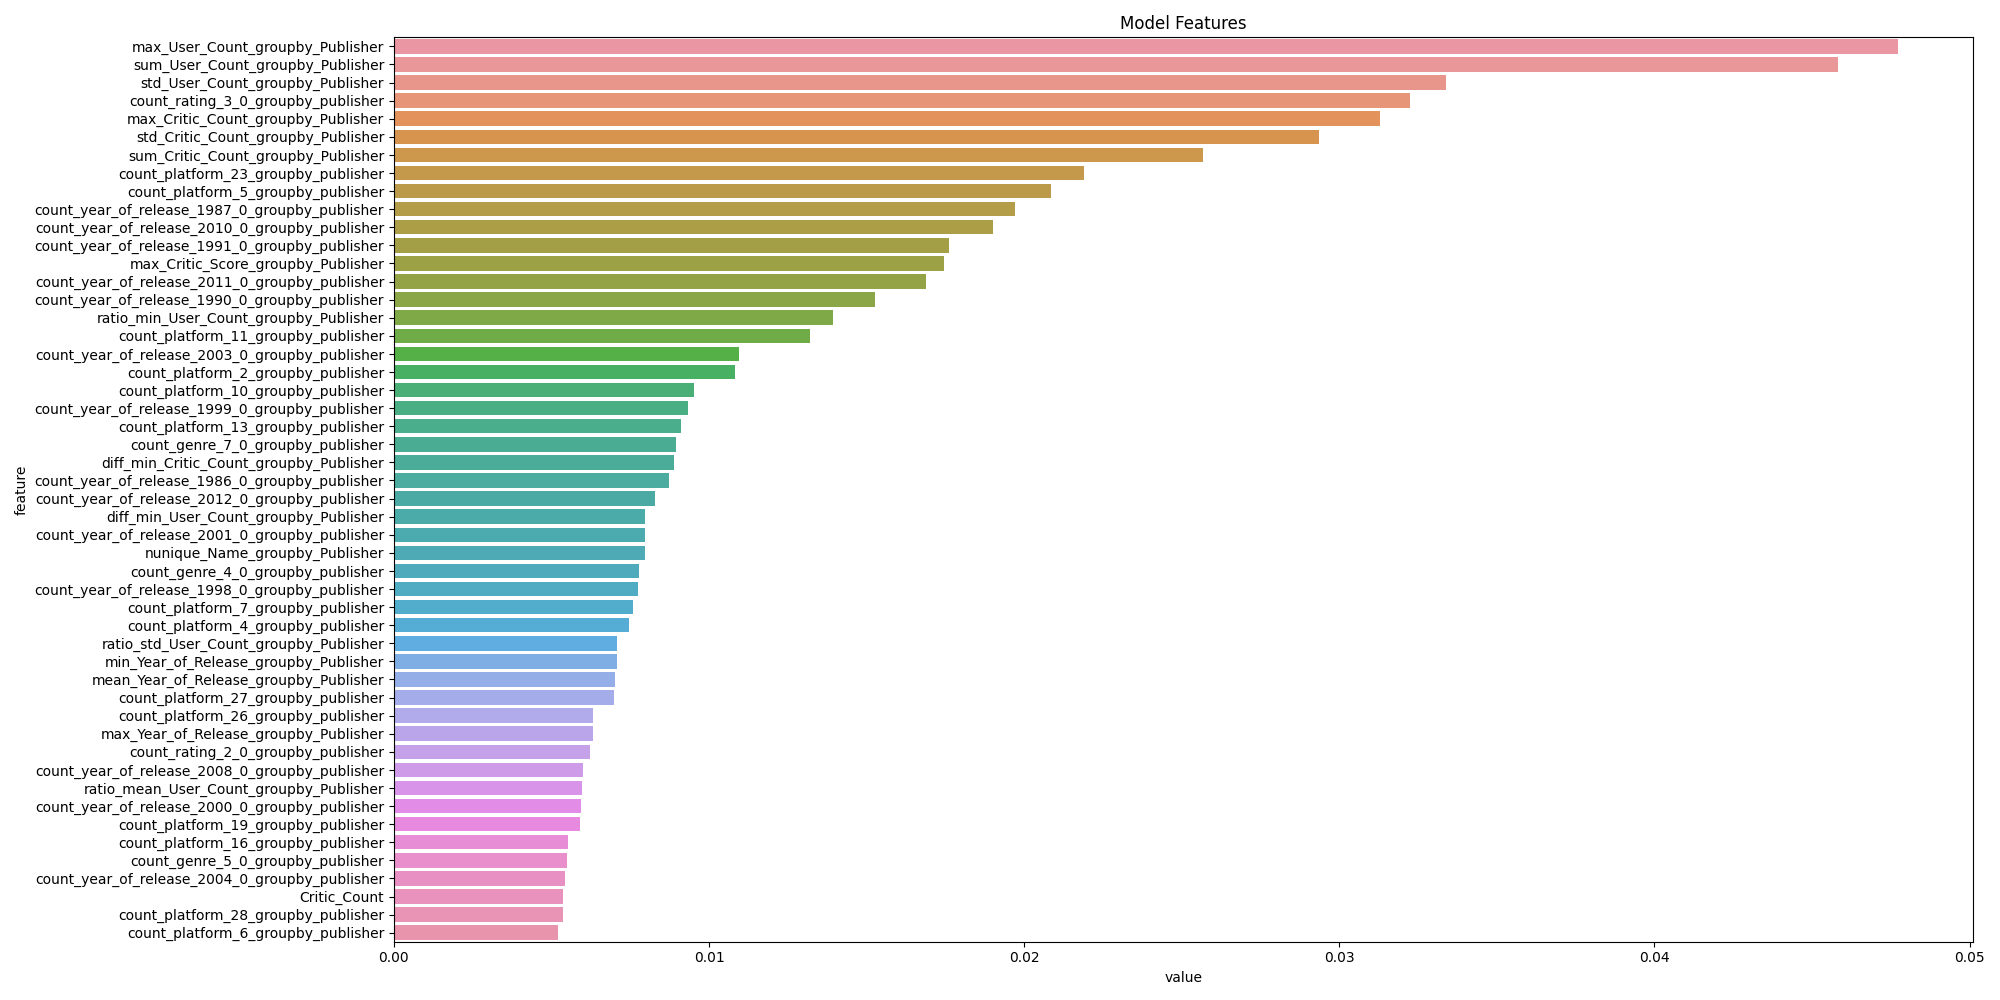 Model Features
max_User_Count_groupby_Publisher
sum_User_Count_groupby_Publisher
std_User_Count_groupby_Publisher
count_rating_3_0_groupby_publisher
max_Critic_Count_groupby_Publisher
std_Critic_Count_groupby_Publisher
sum_Critic_Count_groupby_Publisher
count_platform_23_groupby_publisher
count_platform_5_groupby_publisher
count_year_of_release_1987_0_groupby_publisher
count_year_of_release_2010_0_groupby_publisher
count_year_of_release_1991_0_groupby_publisher
max_Critic_Score_groupby_Publisher
count_year_of_release_2011_0_groupby_publisher
count_year_of_release_1990_0_groupby_publisher
ratio_min_User_Count_groupby_Publisher
count_platform_11_groupby_publisher
count_year_of_release_2003_0_groupby_publisher
count_platform_2_groupby_publisher
count_platform_10_groupby_publisher
count_year_of_release_1999_0_groupby_publisher
count_platform_13_groupby_publisher
count_genre_7_0_groupby_publisher
diff_min_Critic_Count_groupby_Publisher
count_year_of_release_1986_0_groupby_publisher
count_year_of_release_2012_0_groupby_publisher
diff_min_User_Count_groupby_Publisher
count_year_of_release_2001_0_groupby_publisher
nunique_Name_groupby_Publisher
count_genre_4_0_groupby_publisher
count_year_of_release_1998_0_groupby_publisher
count_platform_7_groupby_publisher
count_platform_4_groupby_publisher
ratio_std_User_Count_groupby_Publisher
min_Year_of_Release_groupby_Publisher
mean_Year_of_Release_groupby_Publisher
count_platform_27_groupby_publisher
count_platform_26_groupby_publisher
max_Year_of_Release_groupby_Publisher
count_rating_2_0_groupby_publisher
count_year_of_release_2008_0_groupby_publisher
ratio_mean_User_Count_groupby_Publisher
count_year_of_release_2000_0_groupby_publisher
count_platform_19_groupby_publisher
count_platform_16_groupby_publisher
count_genre_5_0_groupby_publisher
count_year_of_release_2004_0_groupby_publisher
Critic_Count
count_platform_28_groupby_publisher
count_platform_6_groupby_publisher
feature
0.00 0.01 0.02 0.03 0.04 0.05
value